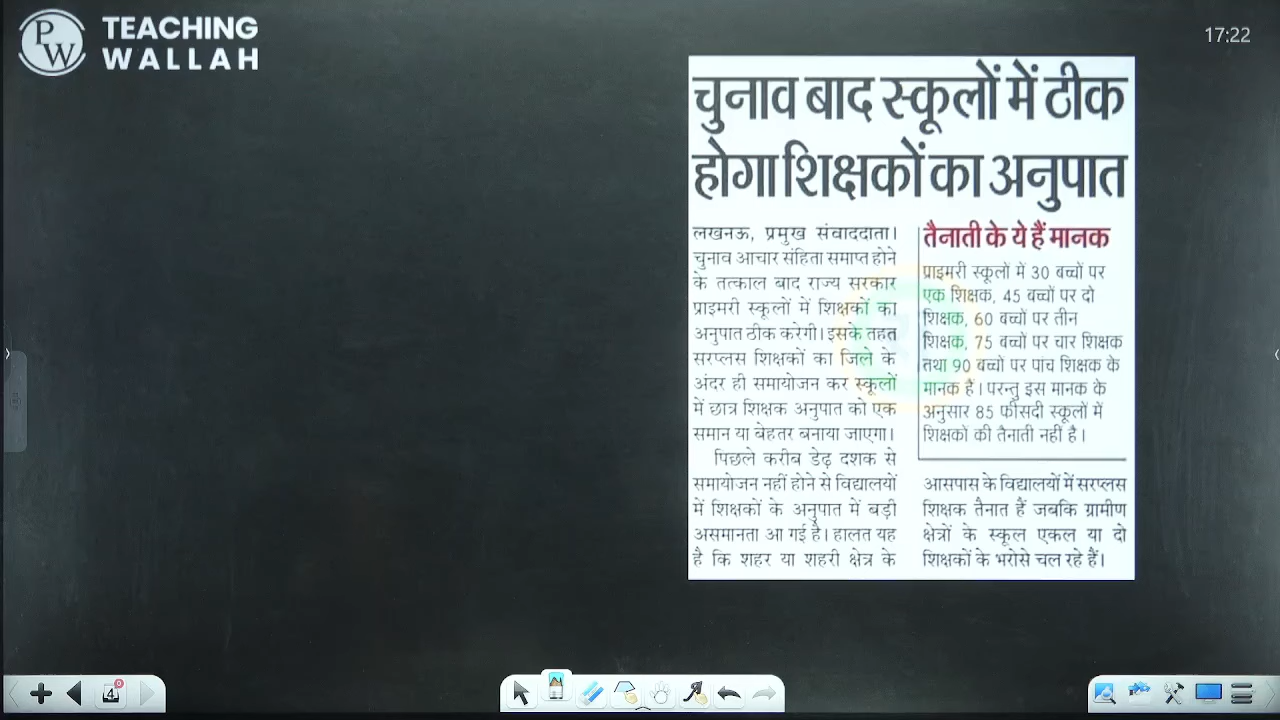 TEACHING
WALLAH
PW
17:22
चुनाव बाद स्कूलों में ठीक
होगा शिक्षकों का अनुपात
लखनऊ, प्रमुख संवाददाता।
चुनाव आचार संहिता समाप्त होने
के तत्काल बाद राज्य सरकार
प्राइमरी स्कूलों में शिक्षकों का
अनुपात ठीक करेगी। इसके तहत
सरप्लस शिक्षकों का जिले के
अंदर ही समायोजन कर स्कूलों
में छात्र शिक्षक अनुपात को एक
समान या बेहतर बनाया जाएगा।
पिछले करीब डेढ़ दशक से
समायोजन नहीं होने से विद्यालयों
में शिक्षकों के अनुपात में बड़ी
असमानता आ गई है। हालत यह
है कि शहर या शहरी क्षेत्र के
तैनाती के ये हैं मानक
प्राइमरी स्कूलों में 30 बच्चों पर
एक शिक्षक, 45 बच्चों पर दो
शिक्षक, 60 बच्चों पर तीन
शिक्षक, 75 बच्चों पर चार शिक्षक
तथा 90 बच्चों पर पांच शिक्षक के
मानक हैं। परन्तु इस मानक के
अनुसार 85 फीसदी स्कूलों में
शिक्षकों की तैनाती नहीं है।
आसपास के विद्यालयों में सरप्लस
शिक्षक तैनात हैं जबकि ग्रामीण
क्षेत्रों के स्कूल एकल या दो
शिक्षकों के भरोसे चल रहे हैं।
4
0